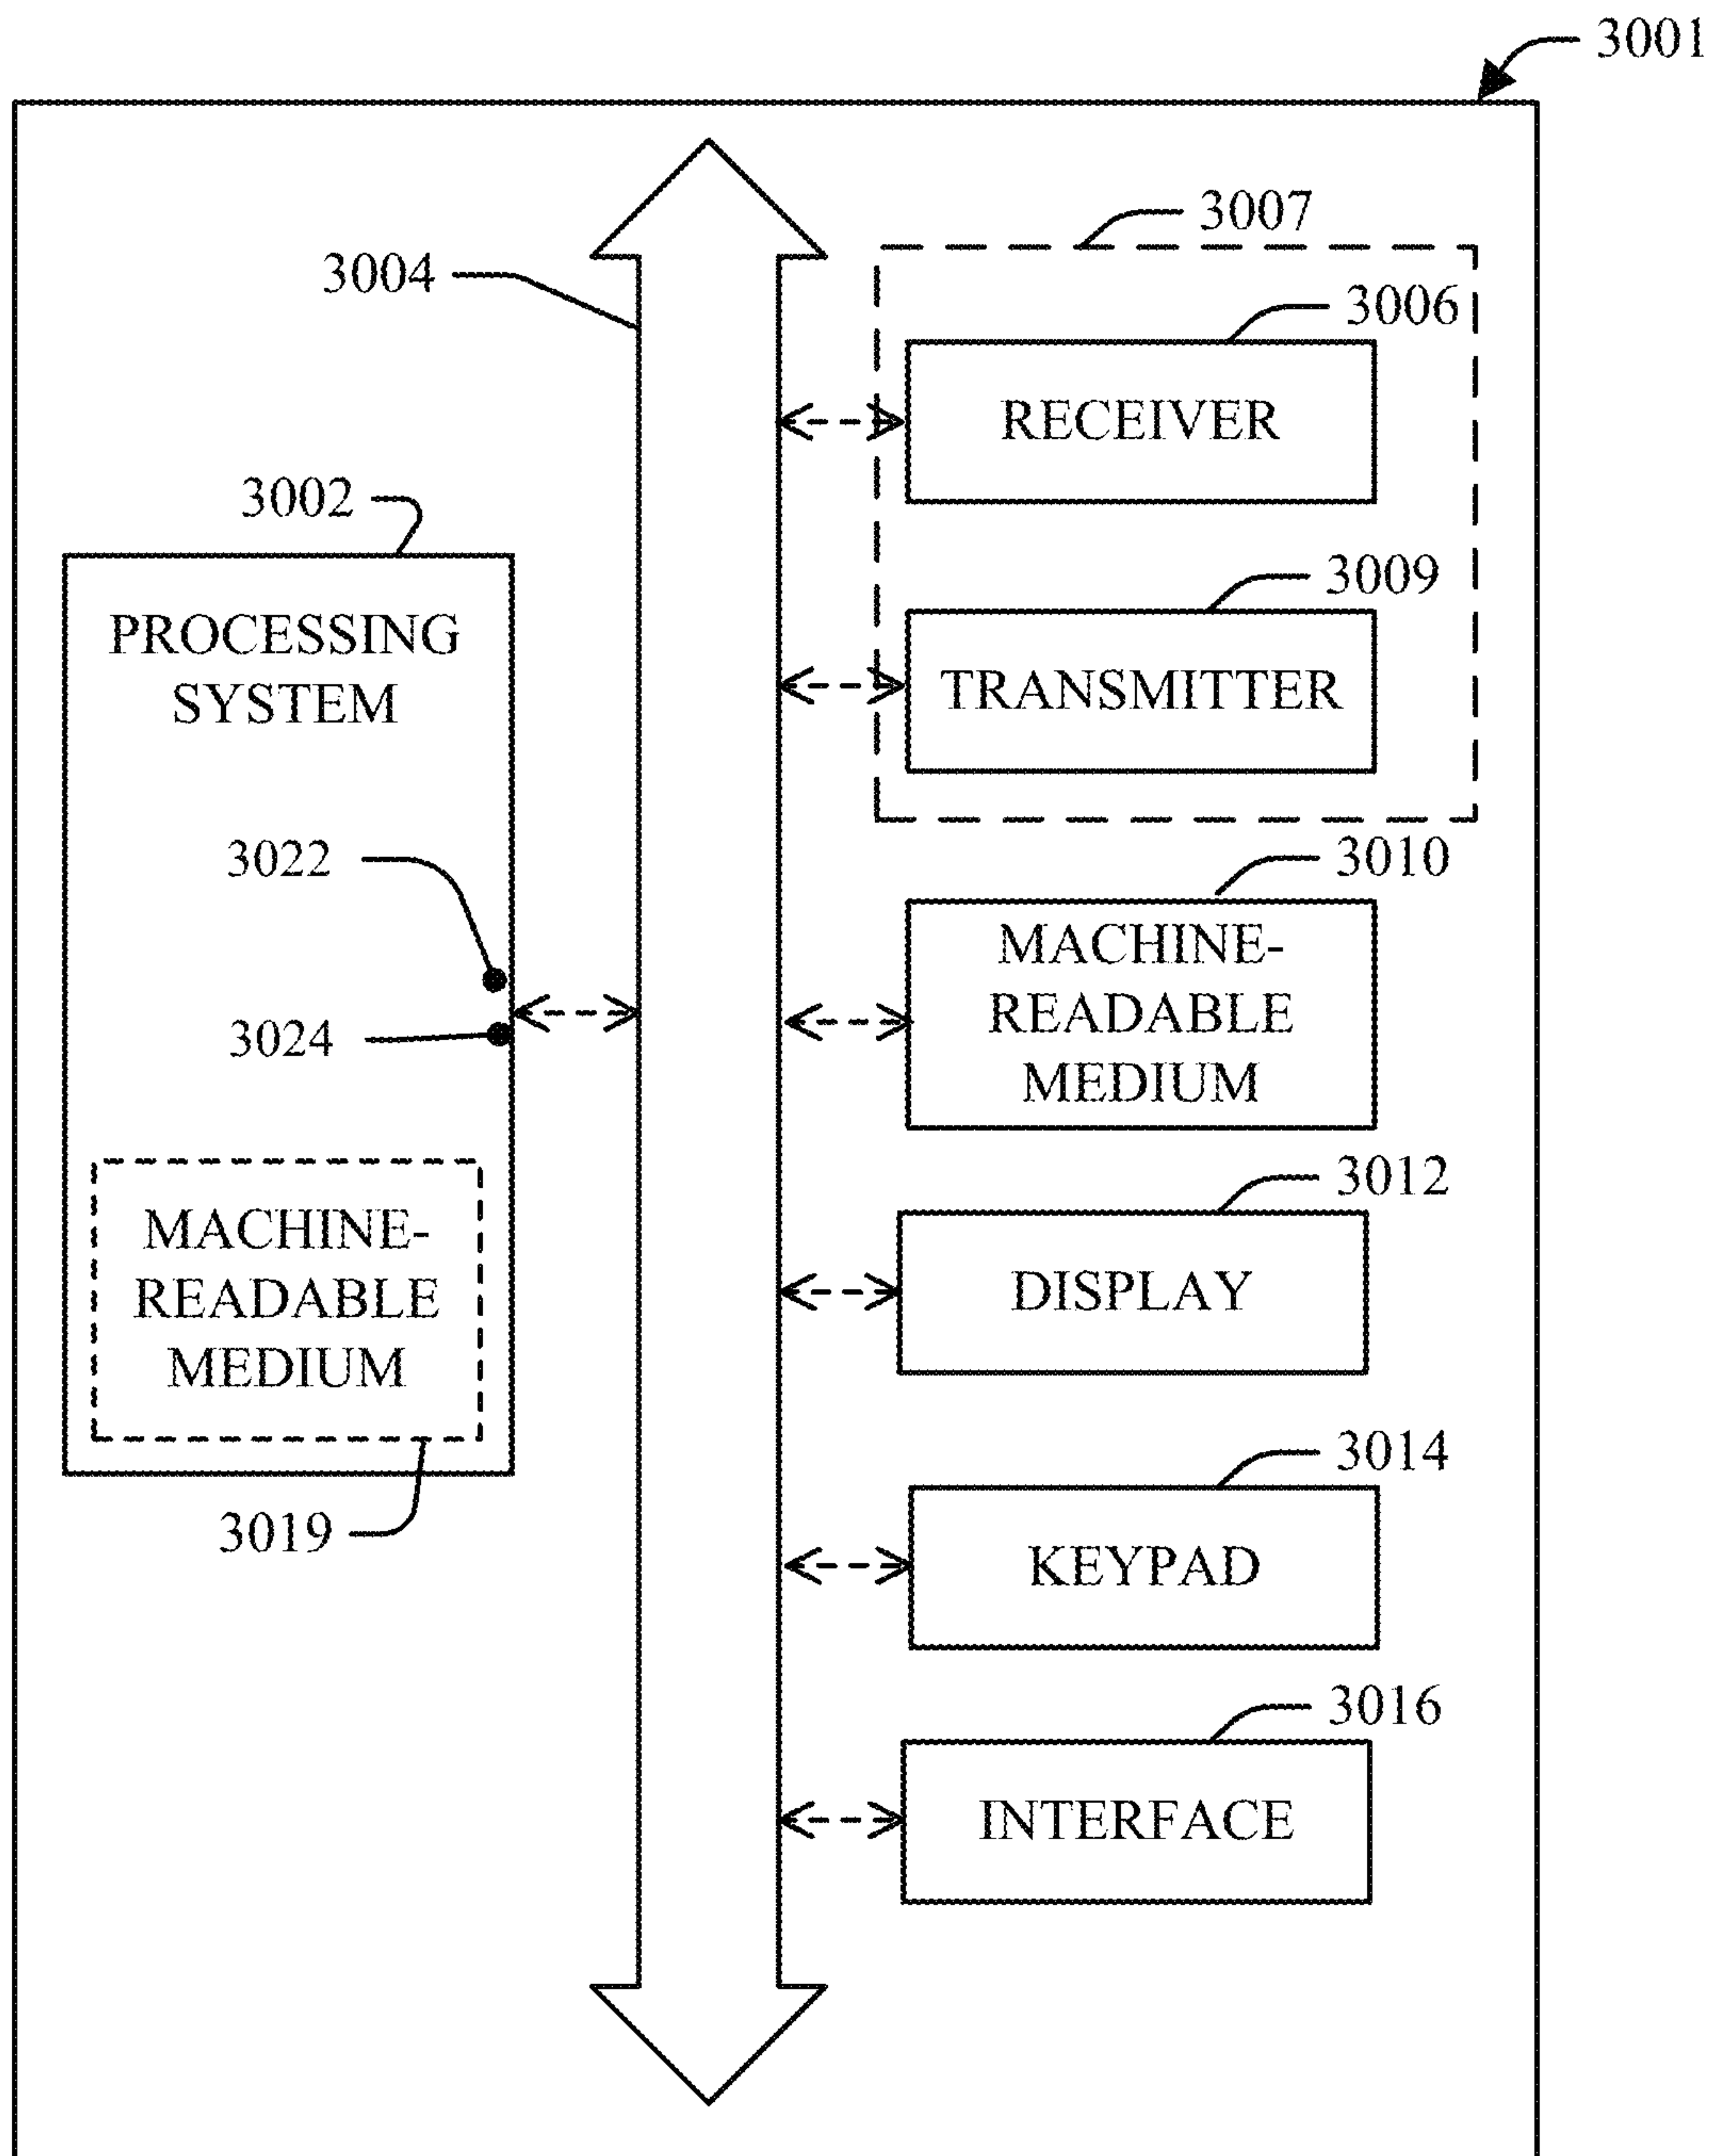 3001
3007
3004
3006
RECEIVER
3002
3009
PROCESSING
SYSTEM
TRANSMITTER
3022
3010
MACHINE-
READABLE
MEDIUM
3024
3012
MACHINE-
READABLE
MEDIUM
DISPLAY
3014
3019
KEYPAD
3016
INTERFACE